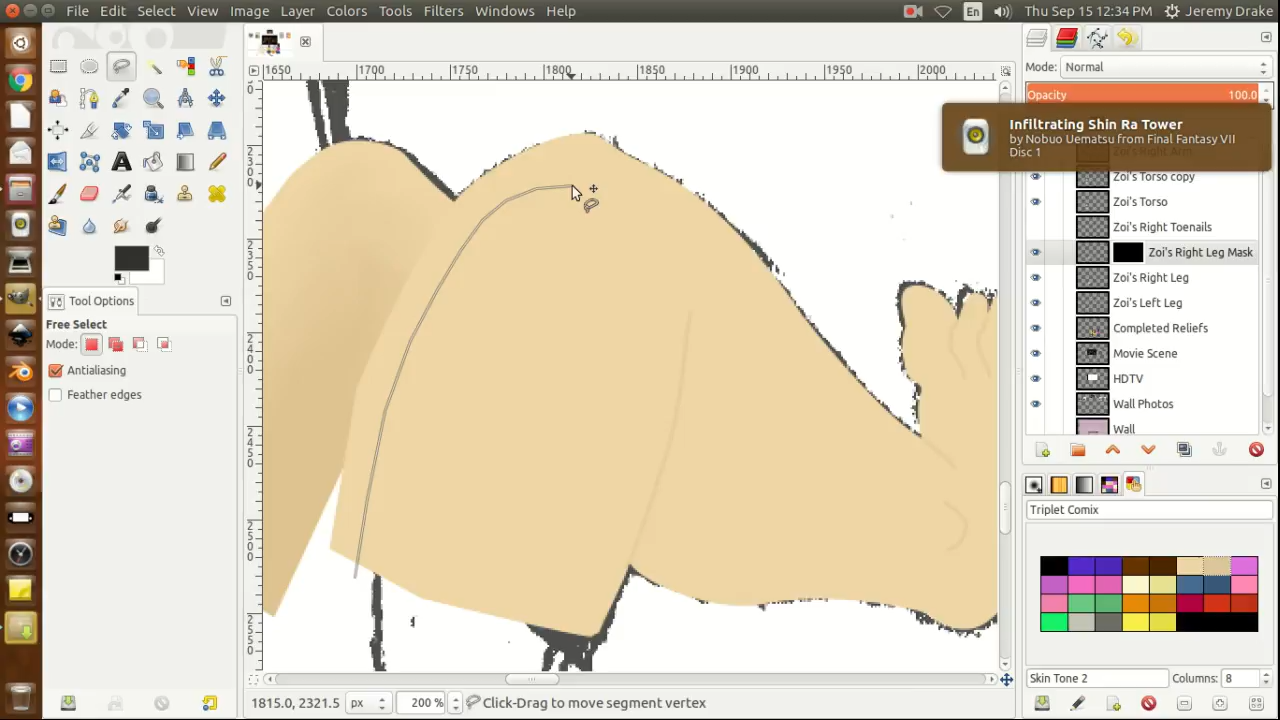 File Edit Select View Image Layer Colors Tools Filters Windows Help
En Thu Sep 15 12:34 PM Jeremy Drake
Mode: Normal
Opacity 100.0
Infiltrating Shin Ra Tower
by Nobuo Uematsu from Final Fantasy VII
Disc 1
1650 1700 1750 1800 1850 1900 1950 2000
Zoi's Torso copy
Zoi's Torso
Zoi's Right Toenails
Zoi's Right Leg Mask
Zoi's Right Leg
Zoi's Left Leg
Completed Reliefs
Movie Scene
HDTV
Wall Photos
Wall
Tool Options
Free Select
Mode:
Antialiasing
Feather edges
Triplet Comix
Skin Tone 2 Columns: 8
1815.0, 2321.5 px 200 % Click-Drag to move segment vertex